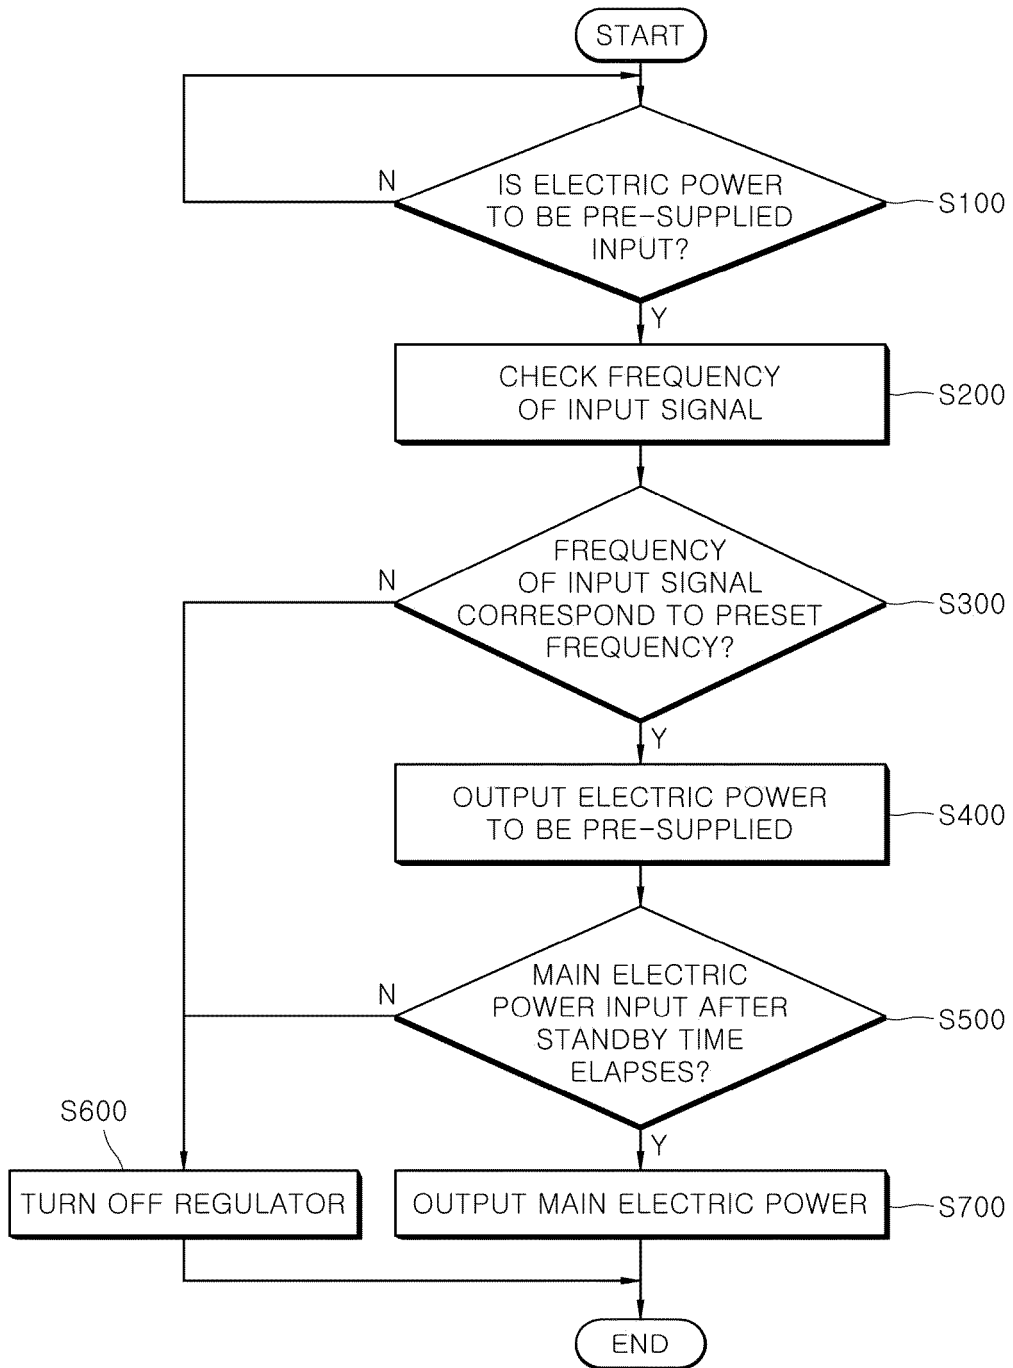 START
N
IS ELECTRIC POWER
TO BE PRE-SUPPLIED
INPUT?
S100
Y
CHECK FREQUENCY
OF INPUT SIGNAL
S200
N
FREQUENCY
OF INPUT SIGNAL
CORRESPOND TO PRESET
FREQUENCY?
S300
Y
OUTPUT ELECTRIC POWER
TO BE PRE-SUPPLIED
S400
N
MAIN ELECTRIC
POWER INPUT AFTER
STANDBY TIME
ELAPSES?
S500
Y
S600
TURN OFF REGULATOR
OUTPUT MAIN ELECTRIC POWER
S700
END